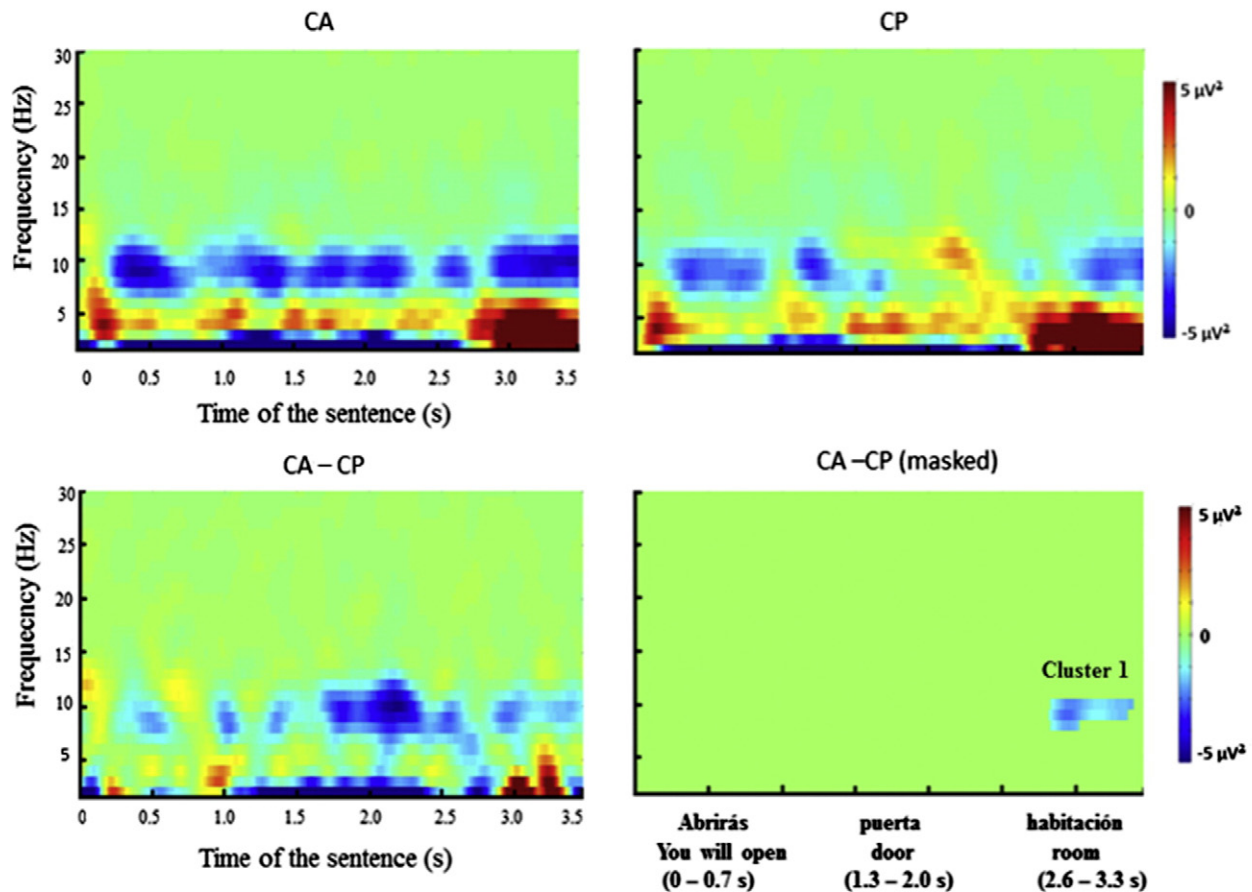 CA
30
25
20
15
10
5
Frequecncy (Hz)
0 0.5 1.0 1.5 2.0 2.5 3.0 3.5
Time of the sentence (s)
CP
5 µV²
0
-5 µV²
CA – CP
30
25
20
15
10
5
Frequecncy (Hz)
0 0.5 1.0 1.5 2.0 2.5 3.0 3.5
Time of the sentence (s)
CA –CP (masked)
Cluster 1
5 µV²
0
-5 µV²
Abrirás
You will open
(0 – 0.7 s)
puerta
door
(1.3 – 2.0 s)
habitación
room
(2.6 – 3.3 s)